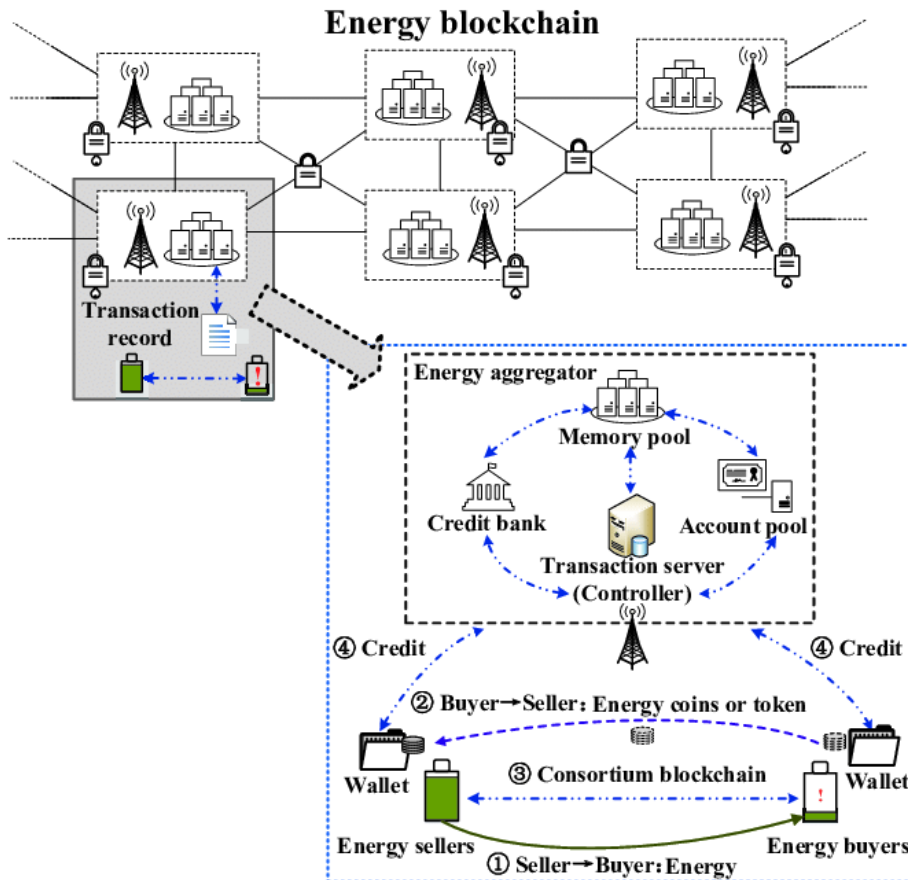 Energy blockchain
Transaction
record
Energy aggregator
Memory pool
Credit bank
Account pool
Transaction server
(Controller)
④ Credit
④ Credit
② Buyer→Seller: Energy coins or token
Wallet
Wallet
③ Consortium blockchain
!
!
Energy sellers
Energy buyers
① Seller→Buyer: Energy